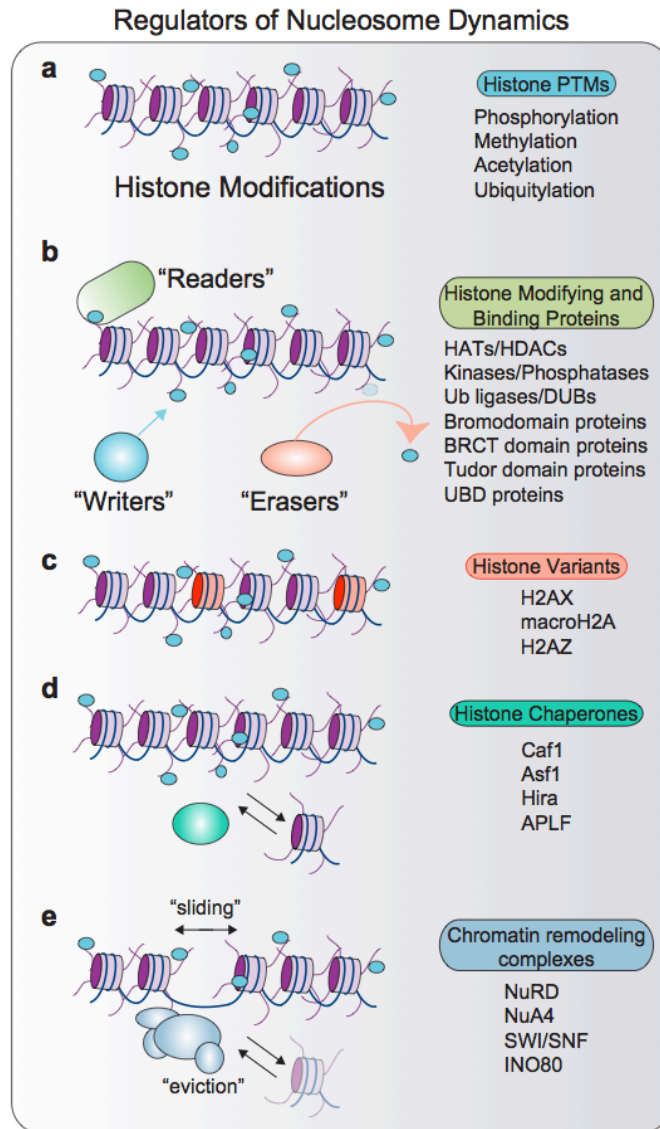 Regulators of Nucleosome Dynamics
a
Histone PTMs
Phosphorylation
Methylation
Acetylation
Ubiquitylation
Histone Modifications
b
“Readers”
Histone Modifying and
Binding Proteins
HATs/HDACs
Kinases/Phosphatases
Ub ligases/DUBs
Bromodomain proteins
BRCT domain proteins
Tudor domain proteins
UBD proteins
“Writers”
“Erasers”
c
Histone Variants
H2AX
macroH2A
H2AZ
d
Histone Chaperones
Caf1
Asf1
Hira
APLF
e
“sliding”
“eviction”
Chromatin remodeling
complexes
NuRD
NuA4
SWI/SNF
INO80